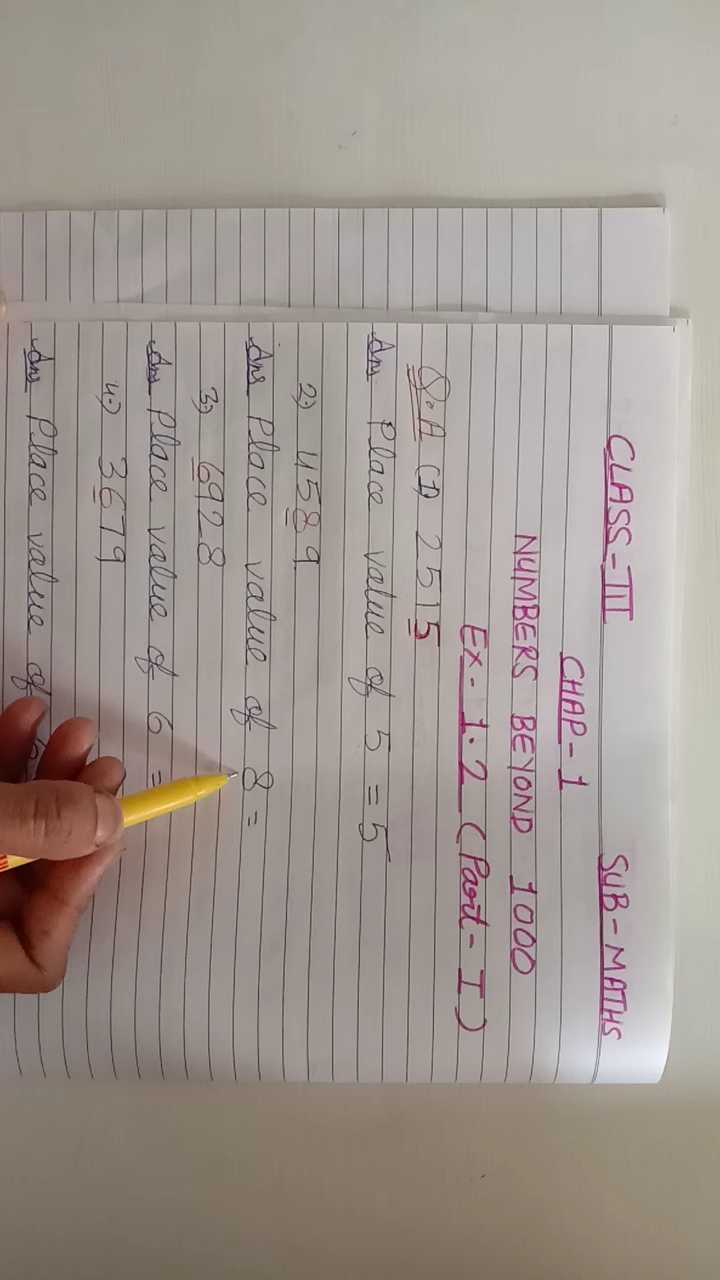 CLASS-III SUB-MATHS
CHAP-1
NUMBERS BEYOND 1000
Ex-1.2 (Part-I)
Q.A (1) 2515
Ans Place value of 5 = 5
2.) 4589
Ans Place value of 8 =
3.) 6928
Ans Place value of 6 =
4.) 3679
Ans Place value of